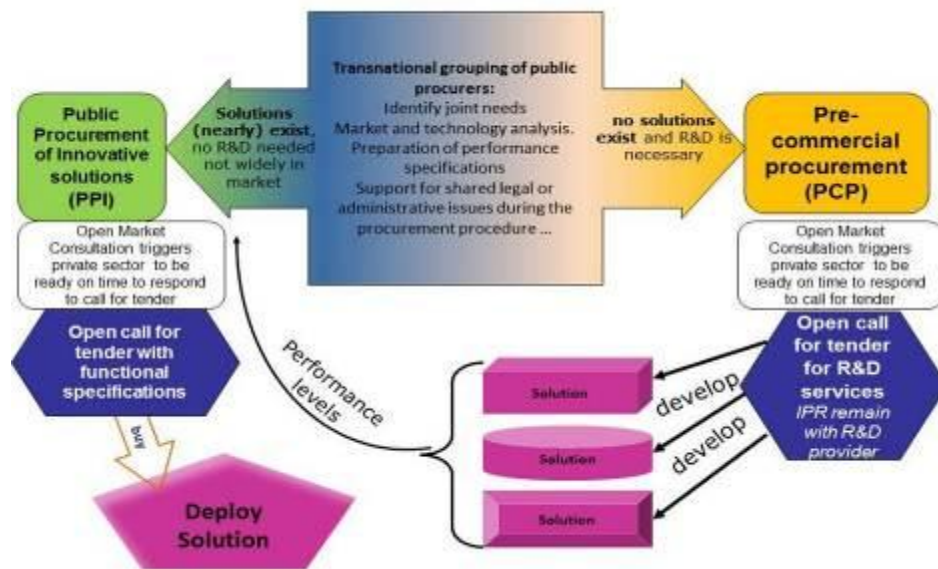 Transnational grouping of public
procurers:
Identify joint needs
Market and technology analysis.
Preparation of performance
specifications
Support for shared legal or
administrative issues during the
procurement procedure ...
Public
Procurement
of Innovative
solutions
(PPI)
Solutions
(nearly) exist,
no R&D needed
not widely in
market
no solutions
exist and R&D is
necessary
Pre-
commercial
procurement
(PCP)
Open Market
Consultation triggers
private sector to be
ready on time to respond
to call for tender
Open Market
Consultation triggers
private sector to be
ready on time to respond
to call for tender
Open call for
tender with
functional
specifications
Open call
for tender
for R&D
services
IPR remain
with R&D
provider
Performance
levels
Solution
Solution
Solution
develop
develop
buy
Deploy
Solution